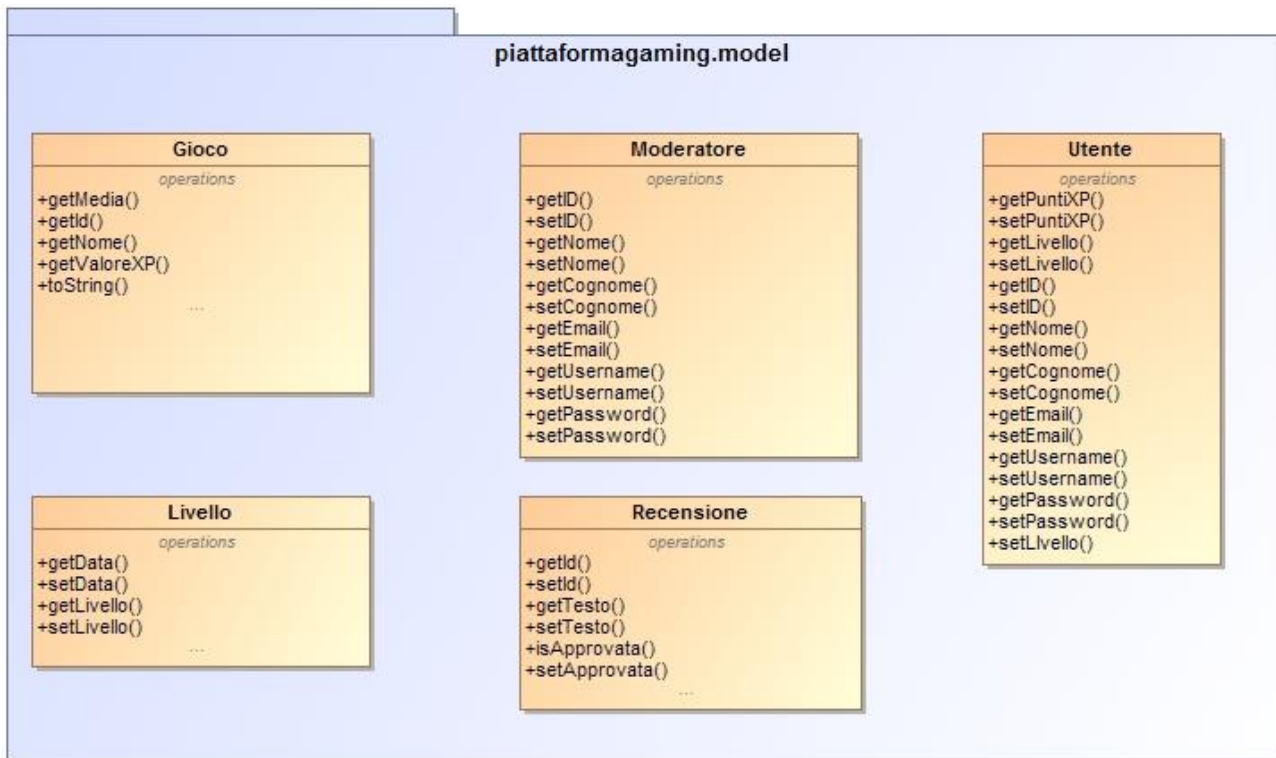 piattaformagaming.model
Gioco
operations
+getMedia()
+getId()
+getNome()
+getValoreXP()
+toString()
...
Moderatore
operations
+getID()
+setID()
+getNome()
+setNome()
+getCognome()
+setCognome()
+getEmail()
+setEmail()
+getUsername()
+setUsername()
+getPassword()
+setPassword()
Utente
operations
+getPuntiXP()
+setPuntiXP()
+getLivello()
+setLivello()
+getID()
+setID()
+getNome()
+setNome()
+getCognome()
+setCognome()
+getEmail()
+setEmail()
+getUsername()
+setUsername()
+getPassword()
+setPassword()
+setLIvello()
Livello
operations
+getData()
+setData()
+getLivello()
+setLivello()
...
Recensione
operations
+getId()
+setId()
+getTesto()
+setTesto()
+isApprovata()
+setApprovata()
...